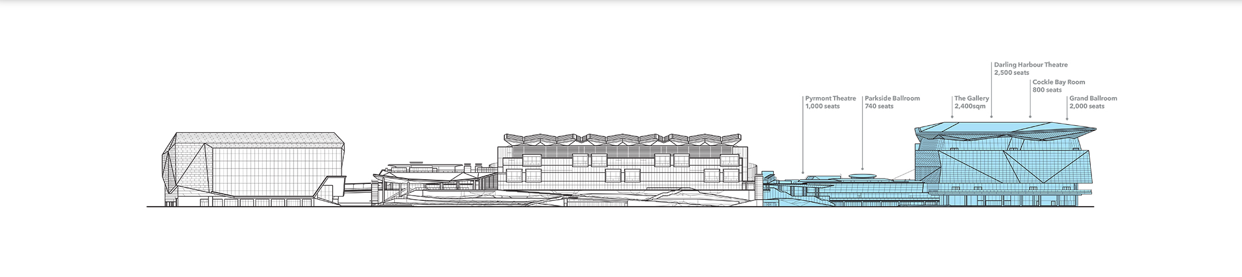 Darling Harbour Theatre
2,500 seats
Cockle Bay Room
800 seats
Pyrmont Theatre
1,000 seats
Parkside Ballroom
740 seats
The Gallery
2,400sqm
Grand Ballroom
2,000 seats